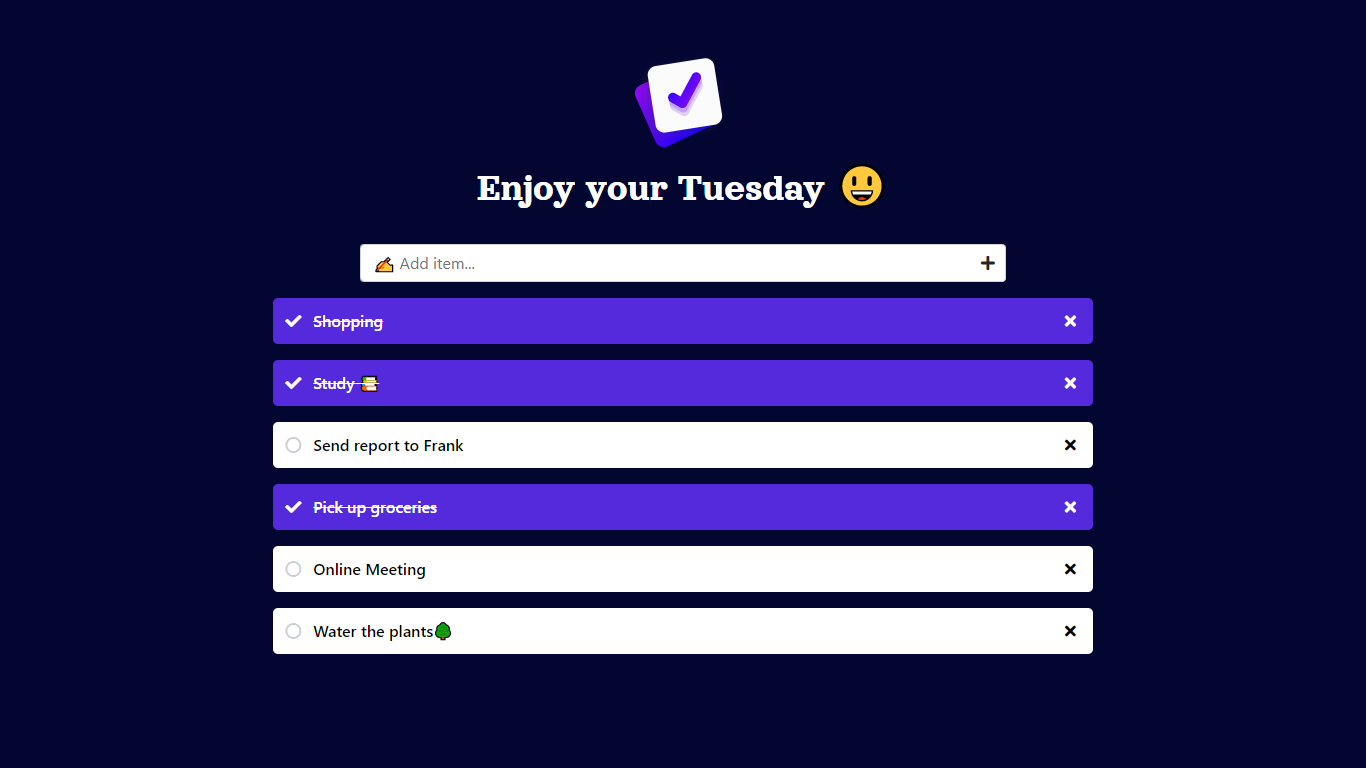 Enjoy your Tuesday 😃
✍ Add item...
Shopping
Study 📚
Send report to Frank
Pick up groceries
Online Meeting
Water the plants🌳